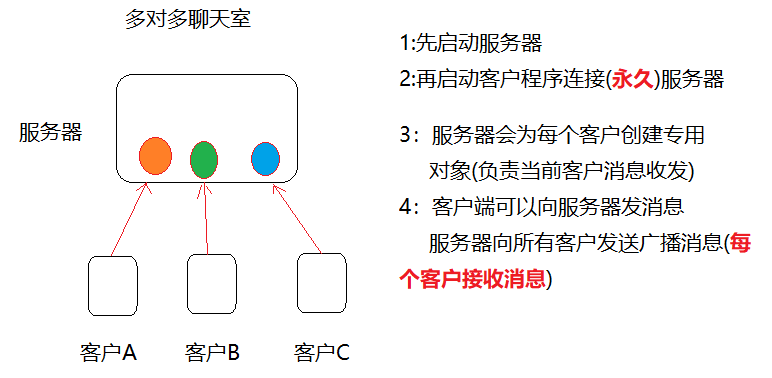 多对多聊天室
服务器
客户A
客户B
客户C
1:先启动服务器
2:再启动客户程序连接(永久)服务器
3：服务器会为每个客户创建专用
对象(负责当前客户消息收发)
4：客户端可以向服务器发消息
服务器向所有客户发送广播消息(每
个客户接收消息)